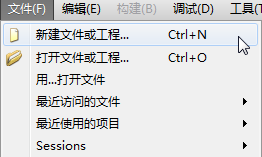 文件(F) 编辑(E) 构建(B) 调试(D) 工具(T
新建文件或工程... Ctrl+N
打开文件或工程... Ctrl+O
用...打开文件
最近访问的文件
最近使用的项目
Sessions